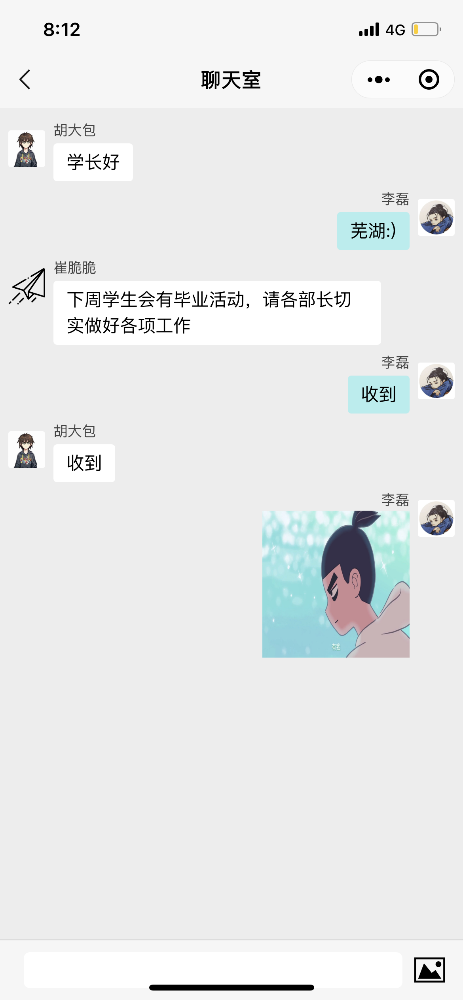 8:12
4G
聊天室
胡大包
学长好
李磊
芜湖:)
崔脆脆
下周学生会有毕业活动，请各部长切
实做好各项工作
李磊
收到
胡大包
收到
李磊